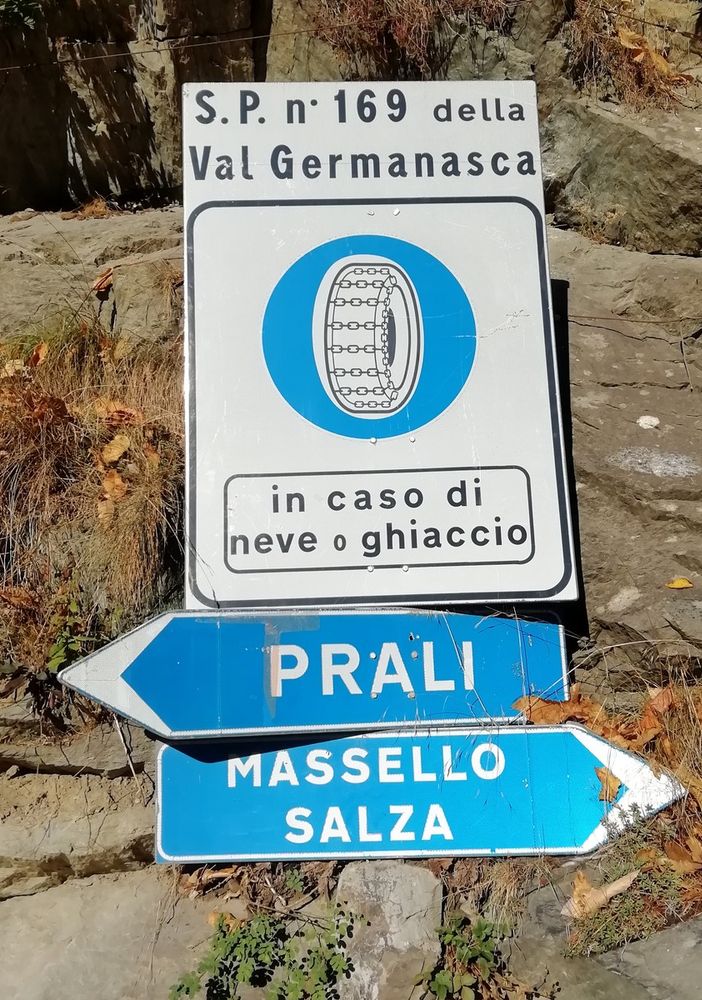 S.P. n° 169 della
Val Germanasca
in caso di
neve o ghiaccio
PRALI
MASSELLO
SALZA